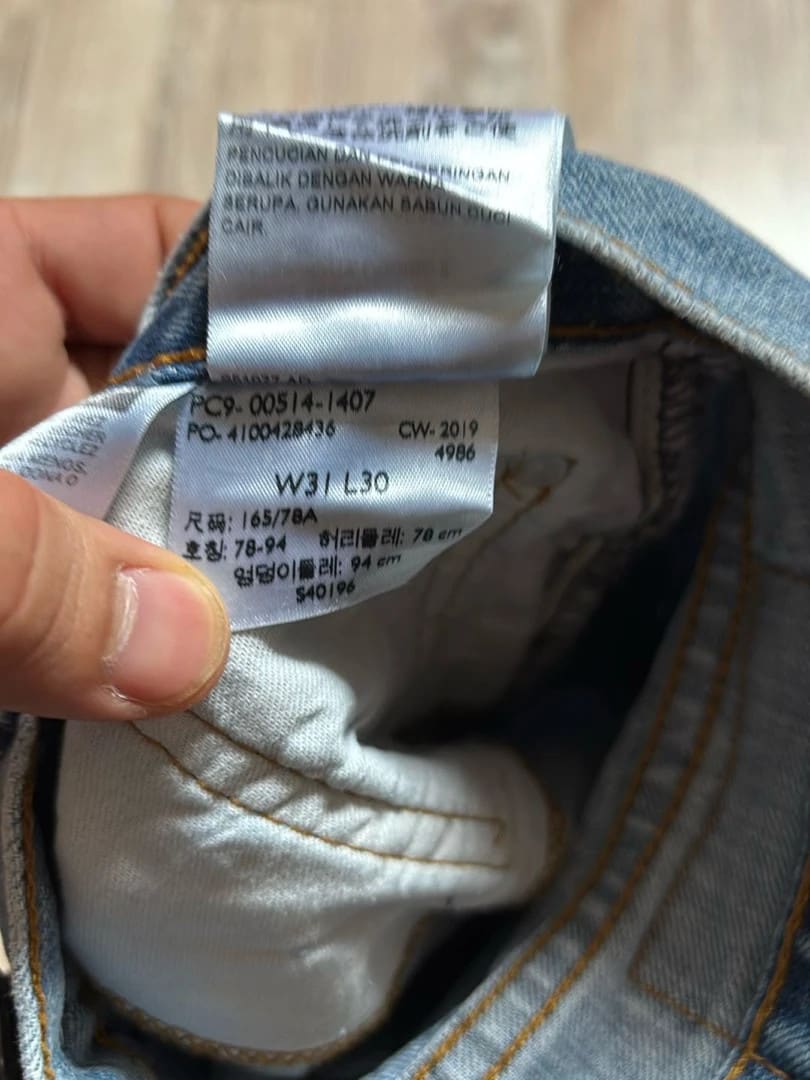 PENCUCIAN DAN
DIBALIK DENGAN WARNA
SERUPA. GUNAKAN SABUN CUCI
CAIR.
PC9- 00514-1407
PO- 4100428436 CW- 2019
4986
W31 L30
尺码: 165/78A
호칭: 78-94 허리둘레: 78 cm
엉덩이둘레: 94 cm
S40196